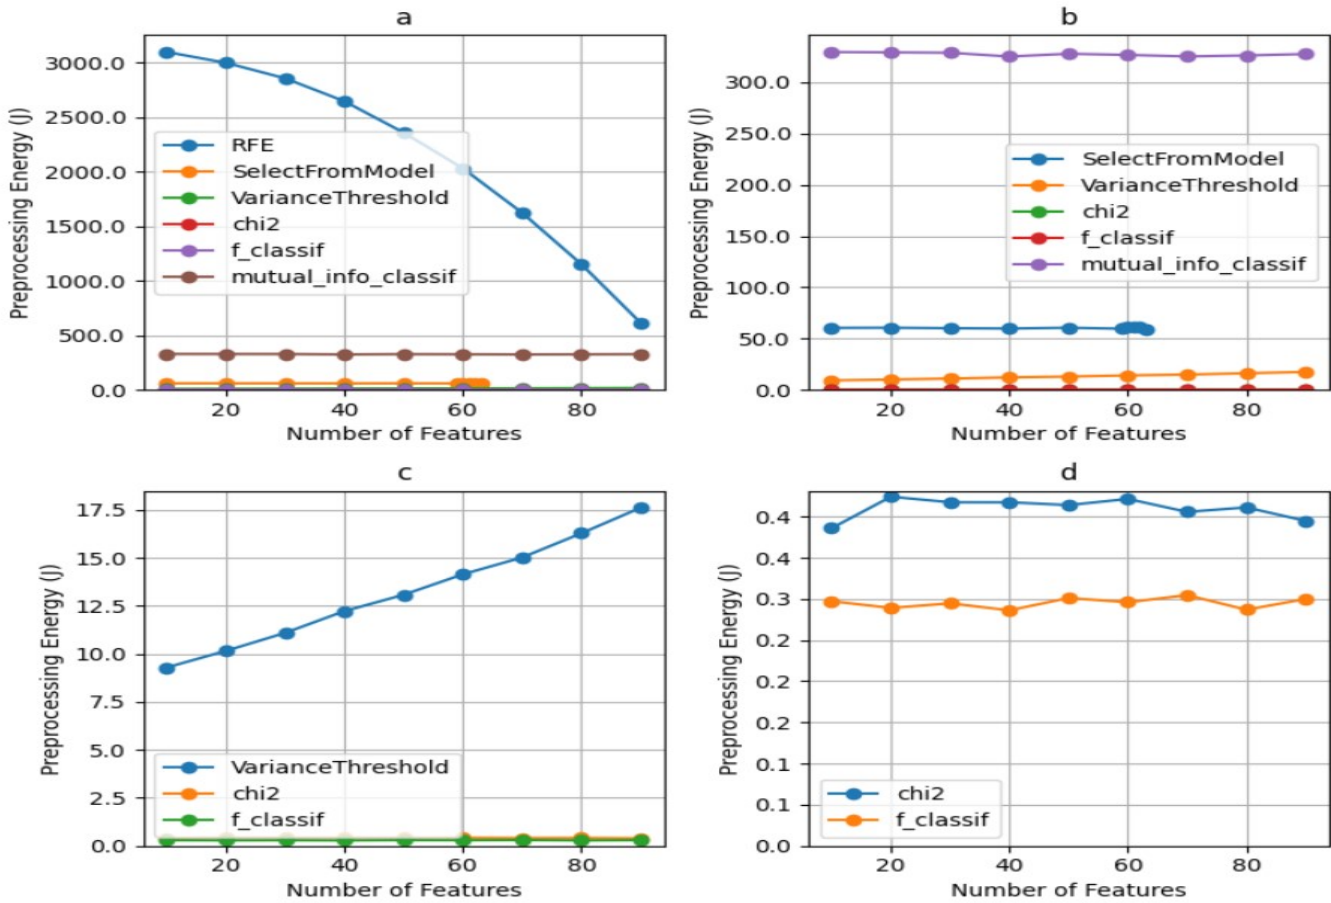 a
3000.0
2500.0
2000.0
1500.0
1000.0
500.0
0.0
Preprocessing Energy (J)
RFE
SelectFromModel
VarianceThreshold
chi2
f_classif
mutual_info_classif
20 40 60 80
Number of Features
b
300.0
250.0
200.0
150.0
100.0
50.0
0.0
Preprocessing Energy (J)
SelectFromModel
VarianceThreshold
chi2
f_classif
mutual_info_classif
20 40 60 80
Number of Features
c
17.5
15.0
12.5
10.0
7.5
5.0
2.5
0.0
Preprocessing Energy (J)
VarianceThreshold
chi2
f_classif
20 40 60 80
Number of Features
d
0.4
0.4
0.3
0.2
0.2
0.2
0.1
0.1
0.0
Preprocessing Energy (J)
chi2
f_classif
20 40 60 80
Number of Features